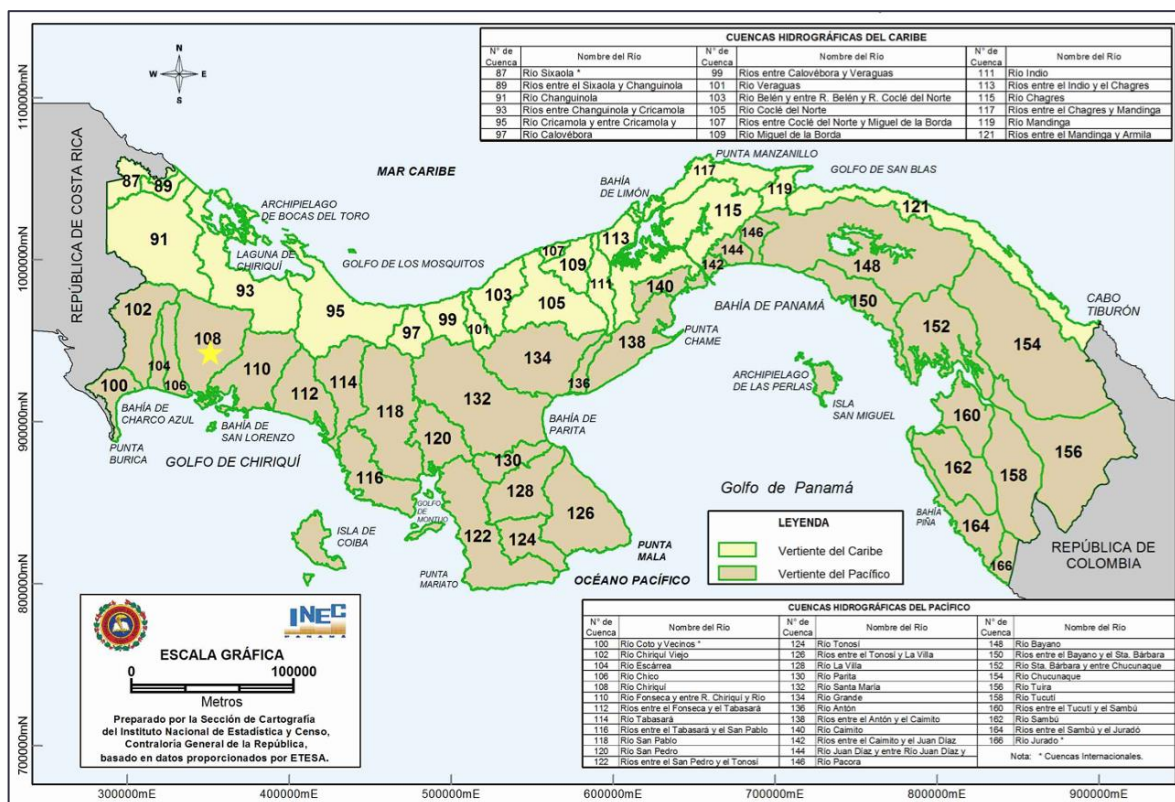 CUENCAS HIDROGRÁFICAS DEL CARIBE
N° de Cuenca Nombre del Río N° de Cuenca Nombre del Río Nombre del Río
87 Río Sixaola * 99 Ríos entre Calovébora y Veraguas 111 Río Indio
89 Ríos entre el Sixaola y Changuinola 101 Río Veraguas 113 Ríos entre el Indio y el Chagres
91 Río Changuinola 103 Río Belén y entre R. Belén y R. Coclé del Norte 115 Río Chagres
93 Ríos entre Changuinola y Cricamola 105 Río Coclé del Norte 117 Ríos entre el Chagres y Mandinga
95 Río Cricamola y entre Cricamola y 107 Ríos entre Coclé del Norte y Miguel de la Borda 119 Río Mandinga
97 Río Calovébora 109 Río Miguel de la Borda 121 Ríos entre el Mandinga y Armila
N
W E
S
1100000mN
1000000mN
900000mN
800000mN
700000mN
REPÚBLICA DE COSTA RICA
MAR CARIBE
PUNTA MANZANILLO
GOLFO DE SAN BLAS
BAHÍA
DE LIMÓN
ARCHIPIELAGO
DE BOCAS DEL TORO
LAGUNA DE
CHIRIQUÍ
GOLFO DE LOS MOSQUITOS
87
89
91
93
95
97
99
101
103
105
107
109
111
113
115
117
119
121
100
102
104
106
108
110
112
114
116
118
120
122
124
126
128
130
132
134
136
138
140
142
144
146
148
150
152
154
156
158
160
162
164
166
CABO
TIBURÓN
BAHÍA DE PANAMÁ
PUNTA
CHAME
ARCHIPIELAGO
DE LAS PERLAS
ISLA
SAN MIGUEL
BAHÍA DE
CHARCO AZUL
BAHÍA DE
SAN LORENZO
BAHÍA DE
PARITA
PUNTA
BURICA
GOLFO DE CHIRIQUÍ
GOLFO
DE
MONTIJO
ISLA DE
COIBA
Golfo de Panamá
BAHÍA
PIÑA
PUNTA
MALA
PUNTA
MARIATO
OCÉANO PACÍFICO
REPÚBLICA DE
COLOMBIA
LEYENDA
Vertiente del Caribe
Vertiente del Pacífico
INEC
PANAMÁ
ESCALA GRÁFICA
0 100000
Metros
Preparado por la Sección de Cartografía
del Instituto Nacional de Estadística y Censo,
Contraloría General de la República,
basado en datos proporcionados por ETESA.
CUENCAS HIDROGRÁFICAS DEL PACÍFICO
N° de Cuenca Nombre del Río N° de Cuenca Nombre del Río N° de Cuenca Nombre del Río
100 Río Coto y Vecinos * 124 Río Tonosí 148 Río Bayano
102 Río Chiriquí Viejo 126 Ríos entre el Tonosí y La Villa 150 Ríos entre el Bayano y el Sta. Bárbara
104 Río Escárrea 128 Río La Villa 152 Río Sta. Bárbara y entre Chucunaque
106 Río Chico 130 Río Parita 154 Río Chucunaque
108 Río Chiriquí 132 Río Santa María 156 Río Tuira
110 Río Fonseca y entre R. Chiriquí y Río 134 Río Grande 158 Río Tucutí
112 Ríos entre el Fonseca y el Tabasará 136 Río Antón 160 Ríos entre el Tucutí y el Sambú
114 Río Tabasará 138 Ríos entre el Antón y el Caimito 162 Río Sambú
116 Ríos entre el Tabasará y el San Pablo 140 Río Caimito 164 Ríos entre el Sambú y el Juradó
118 Río San Pablo 142 Ríos entre el Caimito y el Juan Díaz 166 Río Jurado *
120 Río San Pedro 144 Río Juan Díaz y entre Río Juan Díaz y Nota: * Cuencas Internacionales.
122 Ríos entre el San Pedro y el Tonosí 146 Río Pacora
300000mE 400000mE 500000mE 600000mE 700000mE 800000mE 900000mE